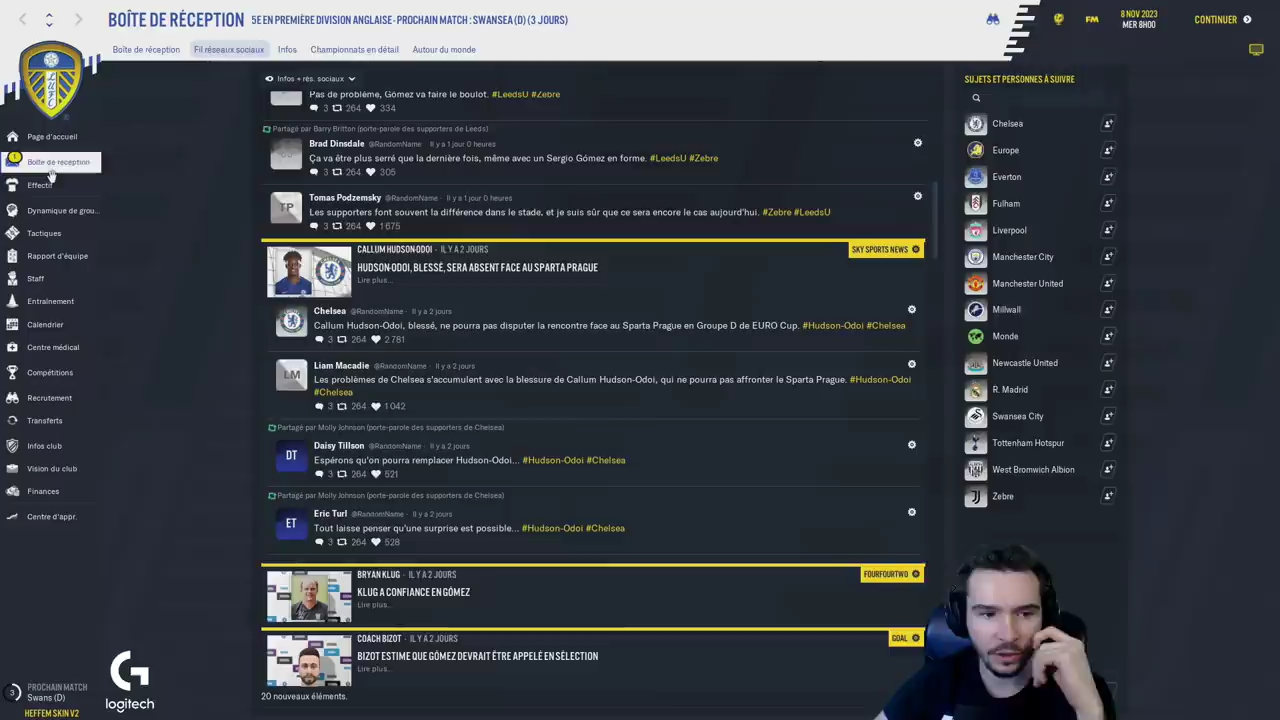 BOÎTE DE RÉCEPTION
5E EN PREMIÈRE DIVISION ANGLAISE - PROCHAIN MATCH : SWANSEA (D) (3 JOURS)
FM
8 NOV 2023
MER 8H00
CONTINUER
Boîte de réception
Fil réseaux sociaux
Infos
Championnats en détail
Autour du monde
Page d'accueil
1
Boîte de réception
Effectif
Dynamique de grou...
Tactiques
Rapport d'équipe
Staff
Entraînement
Calendrier
Centre médical
Compétitions
Recrutement
Transferts
Infos club
Vision du club
Finances
Centre d'appr.
3
PROCHAIN MATCH
Swans (D)
HEFFEM SKIN V2
logitech
Infos + rés. sociaux
Pas de problème, Gómez va faire le boulot. #LeedsU #Zebre
3 264 334
Partagé par Barry Britton (porte-parole des supporters de Leeds)
Brad Dinsdale @RandomName · Il y a 1 jour 0 heures
Ça va être plus serré que la dernière fois, même avec un Sergio Gómez en forme. #LeedsU #Zebre
3 264 305
TP
Tomas Podzemsky @RandomName · Il y a 1 jour 0 heures
Les supporters font souvent la différence dans le stade, et je suis sûr que ce sera encore le cas aujourd'hui. #Zebre #LeedsU
3 264 1 675
CALLUM HUDSON-ODOI - IL Y A 2 JOURS
SKY SPORTS NEWS
HUDSON-ODOI, BLESSÉ, SERA ABSENT FACE AU SPARTA PRAGUE
Lire plus...
Chelsea @RandomName · Il y a 2 jours
Callum Hudson-Odoi, blessé, ne pourra pas disputer la rencontre face au Sparta Prague en Groupe D de EURO Cup. #Hudson-Odoi #Chelsea
3 264 2 781
LM
Liam Macadie @RandomName · Il y a 2 jours
Les problèmes de Chelsea s'accumulent avec la blessure de Callum Hudson-Odoi, qui ne pourra pas affronter le Sparta Prague. #Hudson-Odoi
#Chelsea
3 264 1 042
Partagé par Molly Johnson (porte-parole des supporters de Chelsea)
DT
Daisy Tillson @RandomName · Il y a 2 jours
Espérons qu'on pourra remplacer Hudson-Odoi... #Hudson-Odoi #Chelsea
3 264 521
Partagé par Molly Johnson (porte-parole des supporters de Chelsea)
ET
Eric Turl @RandomName · Il y a 2 jours
Tout laisse penser qu'une surprise est possible... #Hudson-Odoi #Chelsea
3 264 528
BRYAN KLUG - IL Y A 2 JOURS
FOURFOURTWO
KLUG A CONFIANCE EN GÓMEZ
Lire plus...
COACH BIZOT - IL Y A 2 JOURS
GOAL
BIZOT ESTIME QUE GÓMEZ DEVRAIT ÊTRE APPELÉ EN SÉLECTION
Lire plus...
20 nouveaux éléments.
SUJETS ET PERSONNES À SUIVRE
Chelsea
Europe
Everton
Fulham
Liverpool
Manchester City
Manchester United
Millwall
Monde
Newcastle United
R. Madrid
Swansea City
Tottenham Hotspur
West Bromwich Albion
Zebre